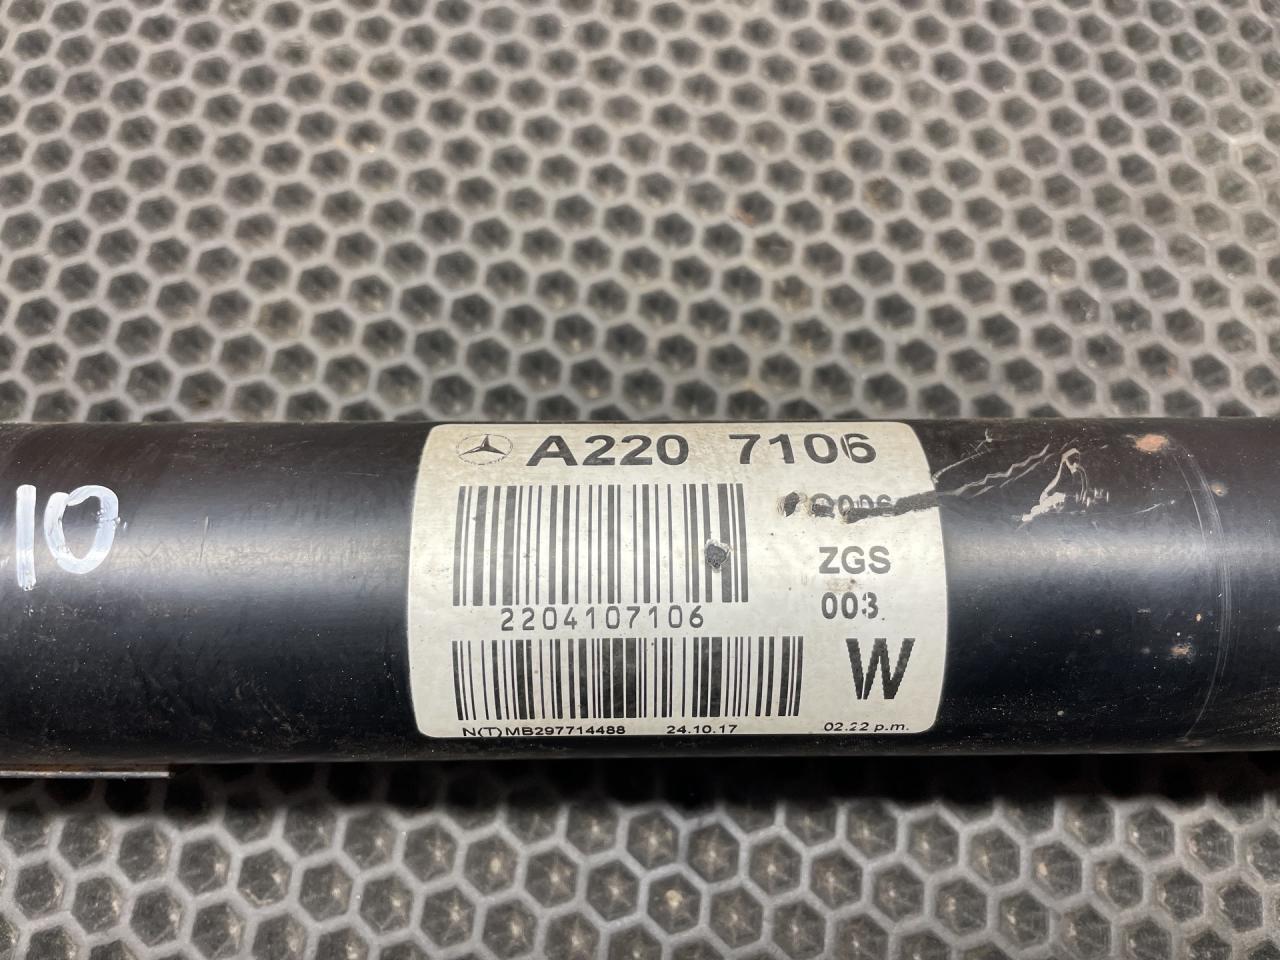 A220 7106
ZGS
003
2204107106
W
N(T)MB297714488 24.10.17 02.22 p.m.
10